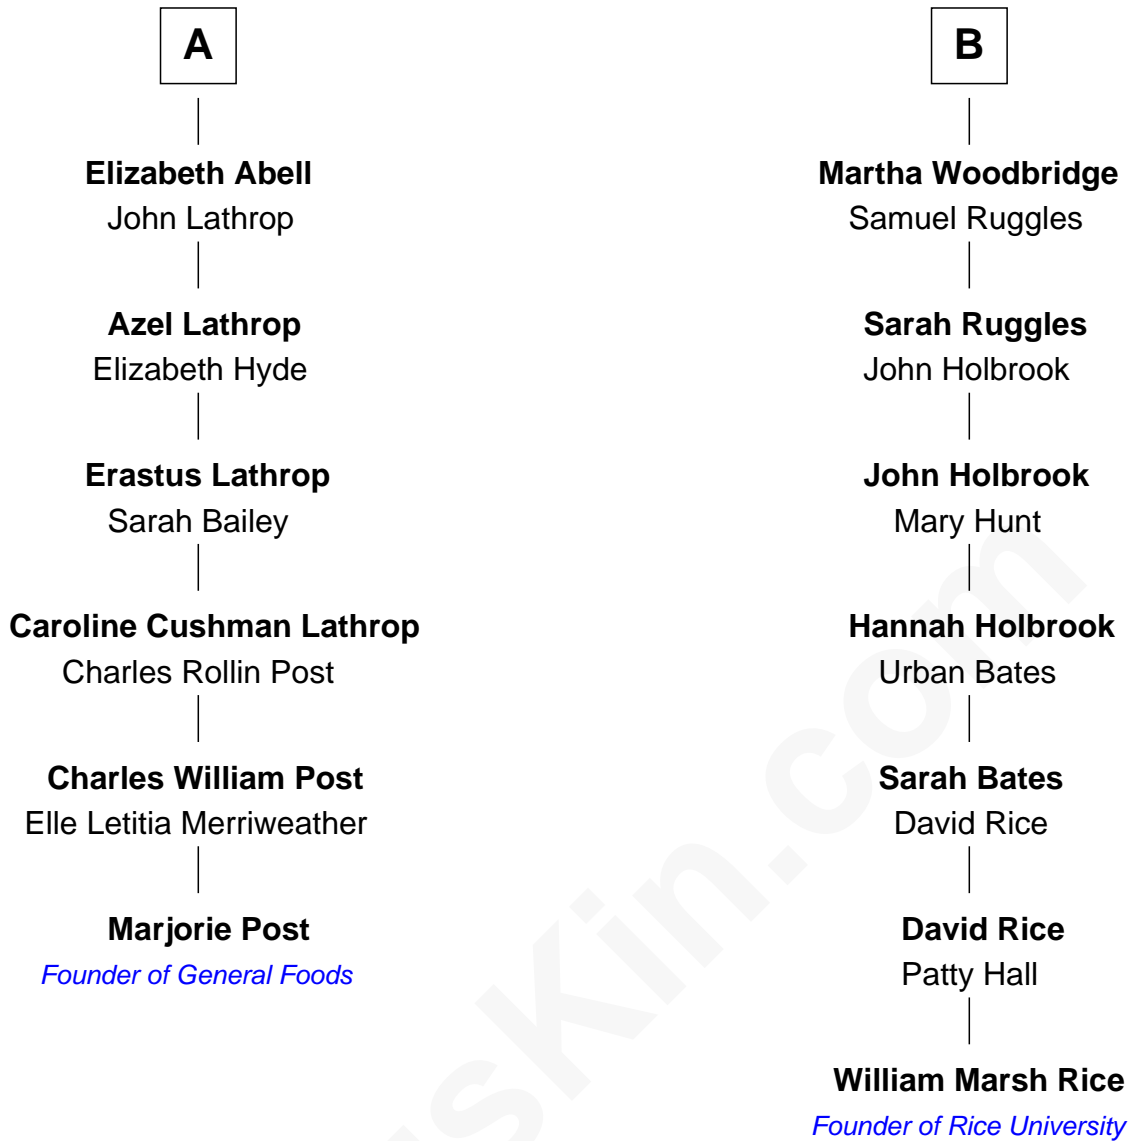 A
B
Elizabeth Abell
John Lathrop
Martha Woodbridge
Samuel Ruggles
Azel Lathrop
Elizabeth Hyde
Sarah Ruggles
John Holbrook
Erastus Lathrop
Sarah Bailey
John Holbrook
Mary Hunt
Caroline Cushman Lathrop
Charles Rollin Post
Hannah Holbrook
Urban Bates
Charles William Post
Elle Letitia Merriweather
Sarah Bates
David Rice
Marjorie Post
Founder of General Foods
David Rice
Patty Hall
William Marsh Rice
Founder of Rice University